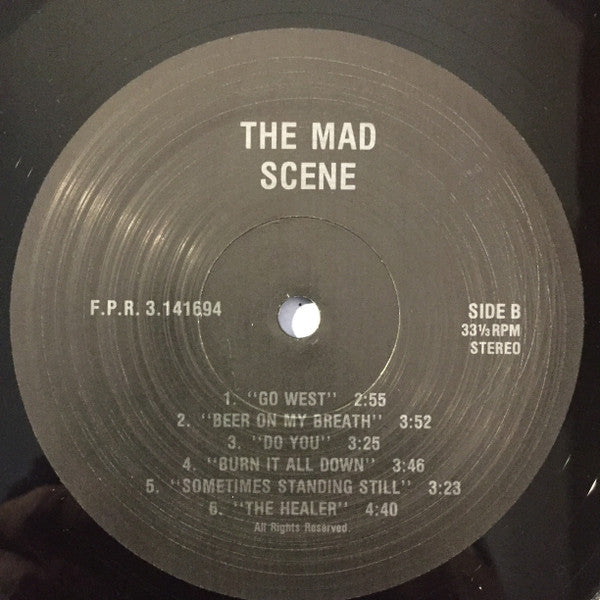 THE MAD
SCENE
F.P.R. 3.141694
SIDE B
33⅓ RPM
STEREO
1. "GO WEST" 2:55
2. "BEER ON MY BREATH" 3:52
3. "DO YOU" 3:25
4. "BURN IT ALL DOWN" 3:46
5. "SOMETIMES STANDING STILL" 3:23
6. "THE HEALER" 4:40
All Rights Reserved.